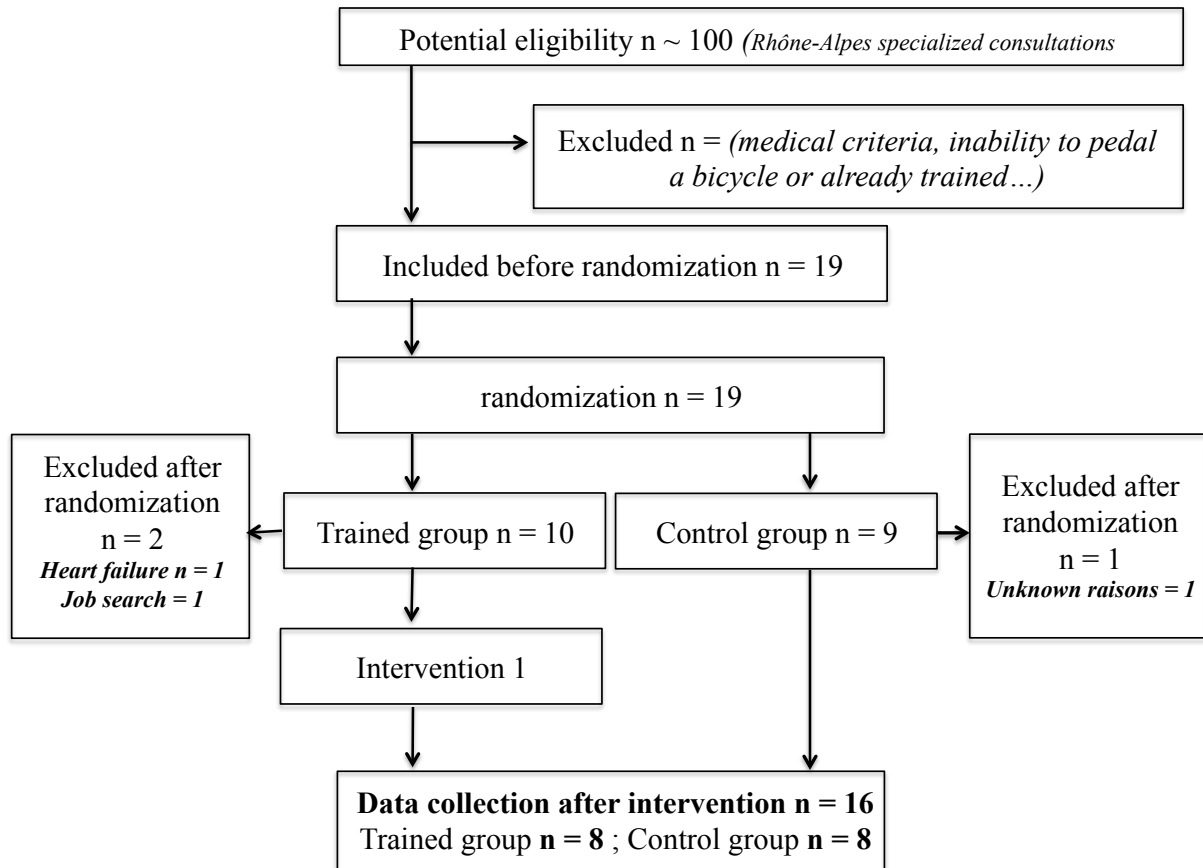 Potential eligibility n ~ 100 (Rhône-Alpes specialized consultations
Excluded n = (medical criteria, inability to pedal
a bicycle or already trained…)
Included before randomization n = 19
randomization n = 19
Excluded after
randomization
n = 2
Heart failure n = 1
Job search = 1
Trained group n = 10
Control group n = 9
Excluded after
randomization
n = 1
Unknown raisons = 1
Intervention 1
Data collection after intervention n = 16
Trained group n = 8 ; Control group n = 8